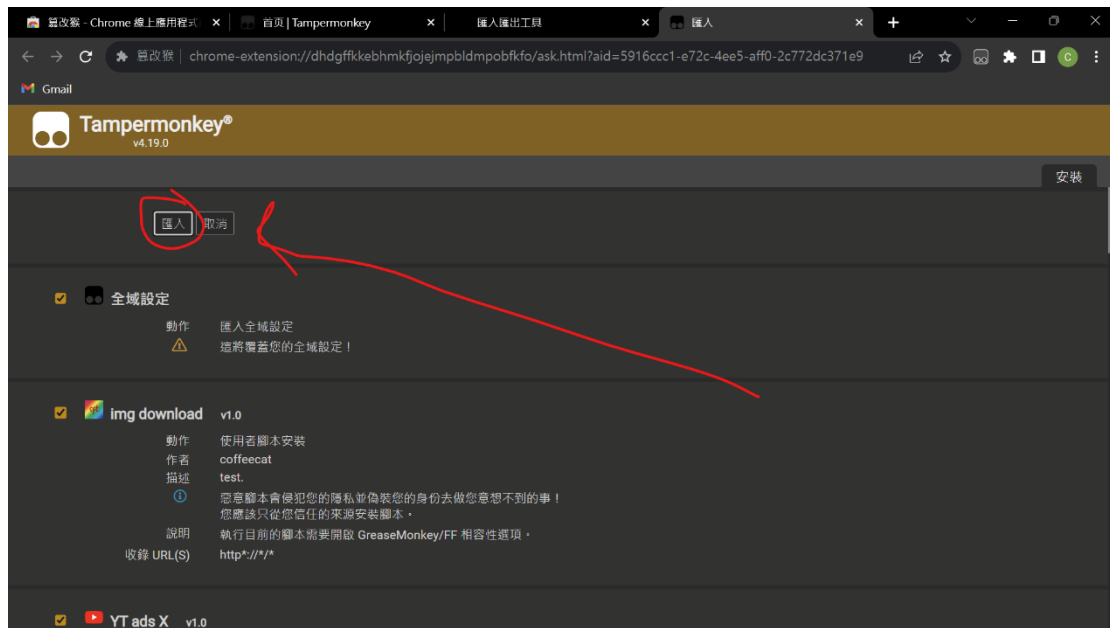 篡改猴 - Chrome 線上應用程式
首页 | Tampermonkey
匯入匯出工具
匯入
篡改猴 | chrome-extension://dhdgffkkebhmkfjojejmpbldmpobfkfo/ask.html?aid=5916ccc1-e72c-4ee5-aff0-2c772dc371e9
C
Gmail
Tampermonkey®
v4.19.0
安裝
匯入 取消
全域設定
動作 匯入全域設定
這將覆蓋您的全域設定！
img download v1.0
動作 使用者腳本安裝
作者 coffeecat
描述 test.
惡意腳本會侵犯您的隱私並偽裝您的身份去做您意想不到的事！
您應該只從您信任的來源安裝腳本。
說明 執行目前的腳本需要開啟 GreaseMonkey/FF 相容性選項。
收錄 URL(S) http*://*/*
YT ads X v1.0